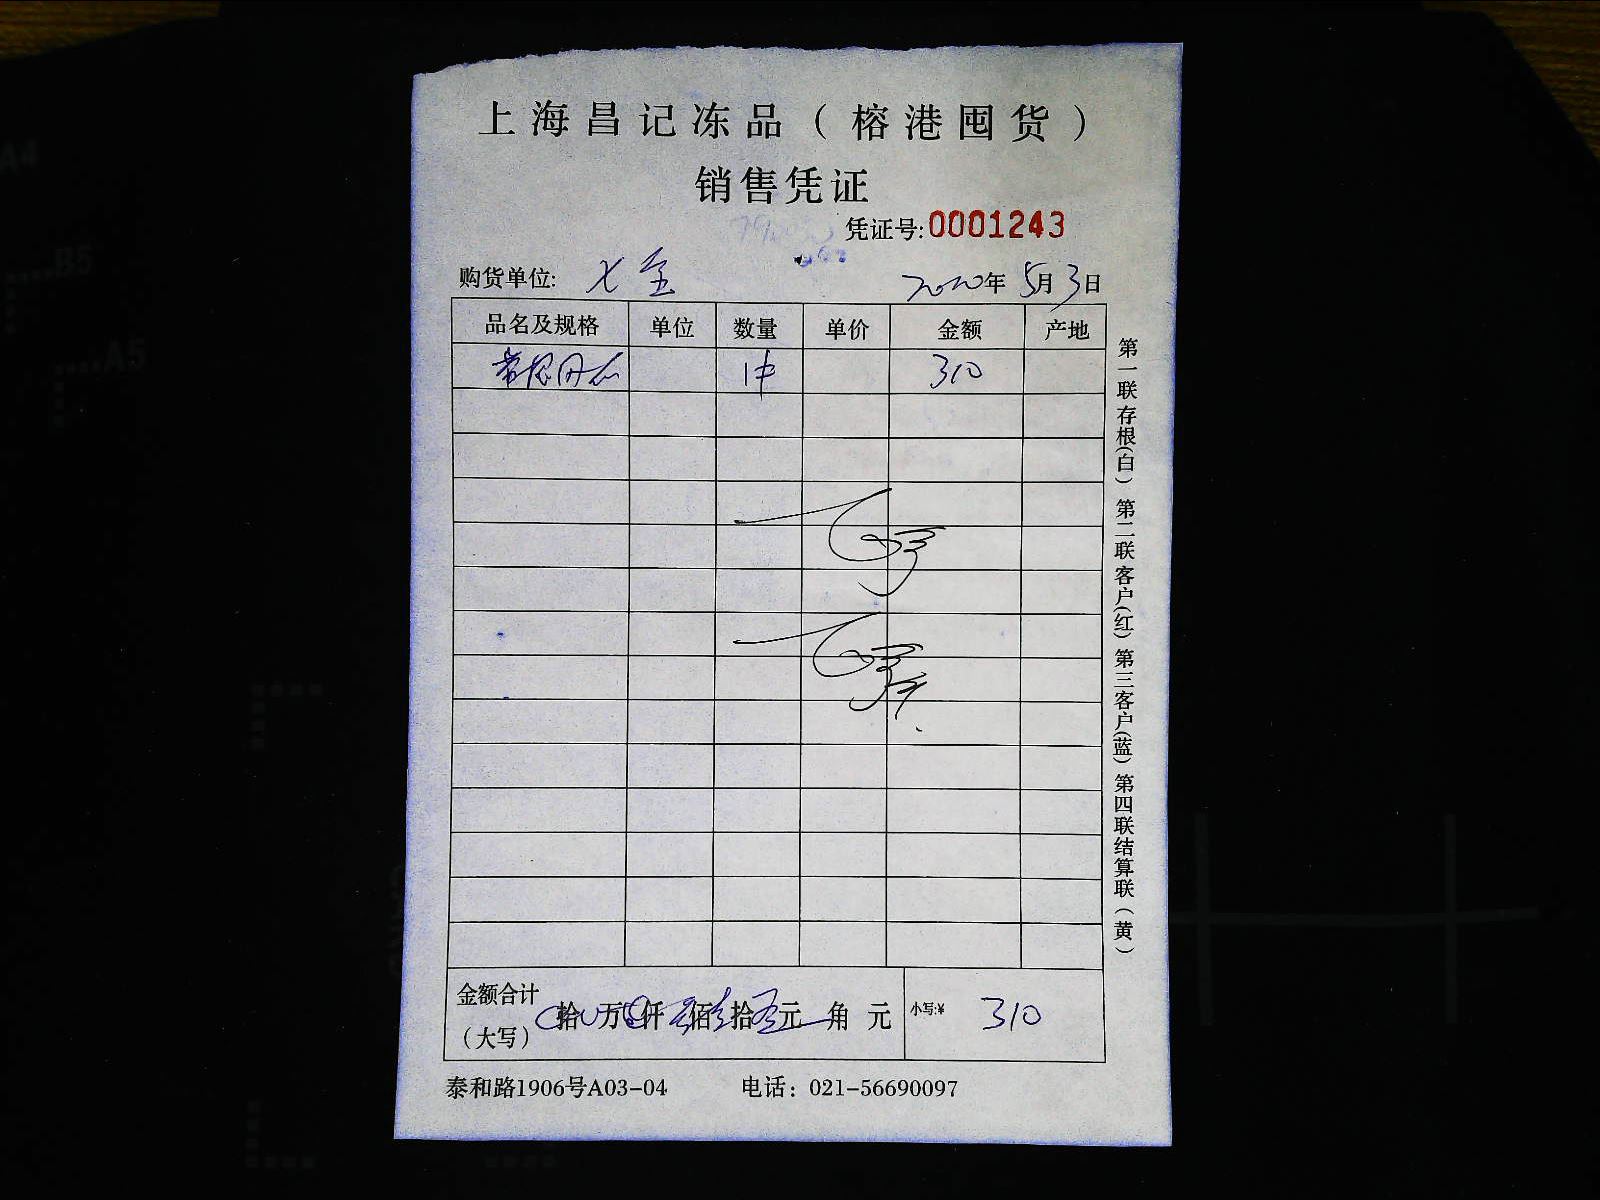 上海昌记冻品（榕港囤货）
销售凭证
凭证号:0001243
购货单位: 2020年5月3日
品名及规格 单位 数量 单价 金额 产地
1件 310
金额合计（大写） 拾 万 仟 佰 拾 元 角 元 小写:¥ 310
泰和路1906号A03-04 电话：021-56690097
第一联存根(白) 第二联客户(红) 第三客户(蓝) 第四联结算联(黄)
A4
B5
A5